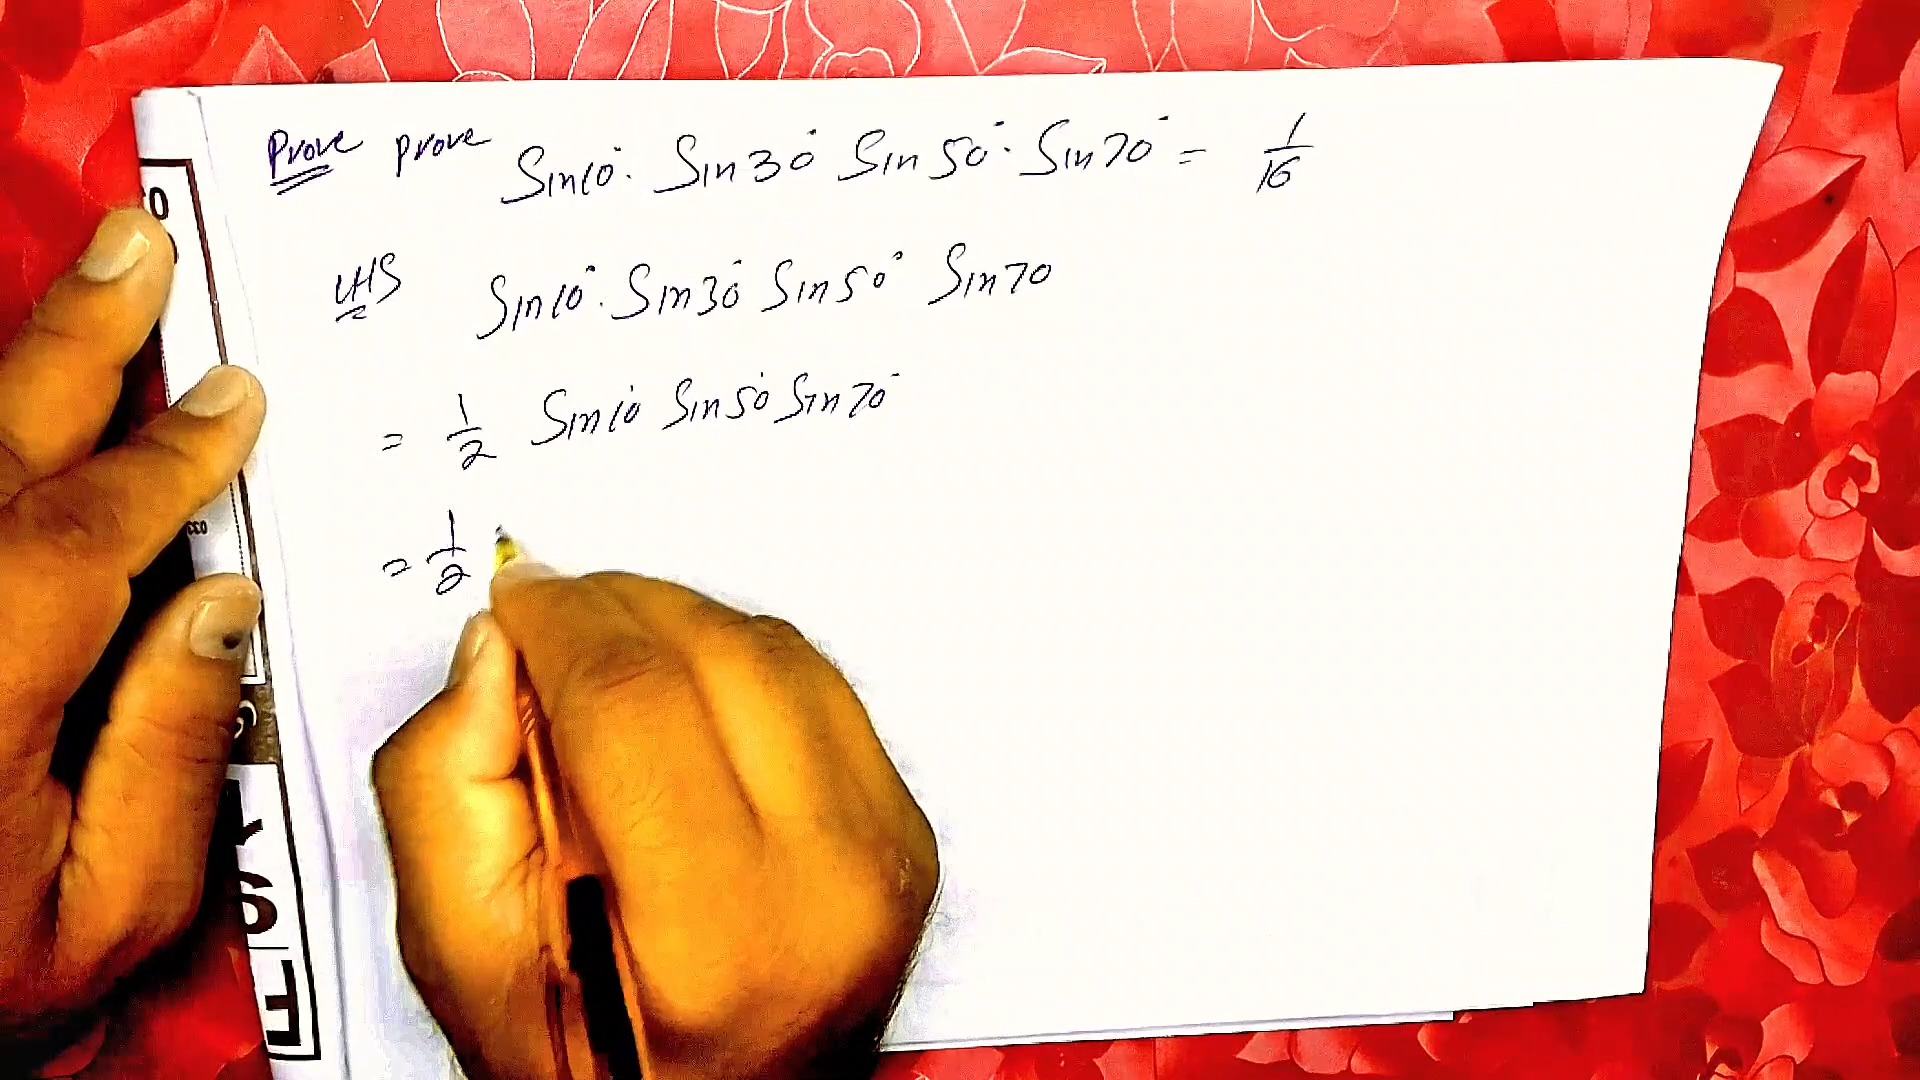 Prove prove Sin10°. Sin30° Sin50°. Sin70° = 1/16
LHS Sin10°. Sin30° Sin50° Sin70
= 1/2 Sin10° Sin50° Sin70°
= 1/2